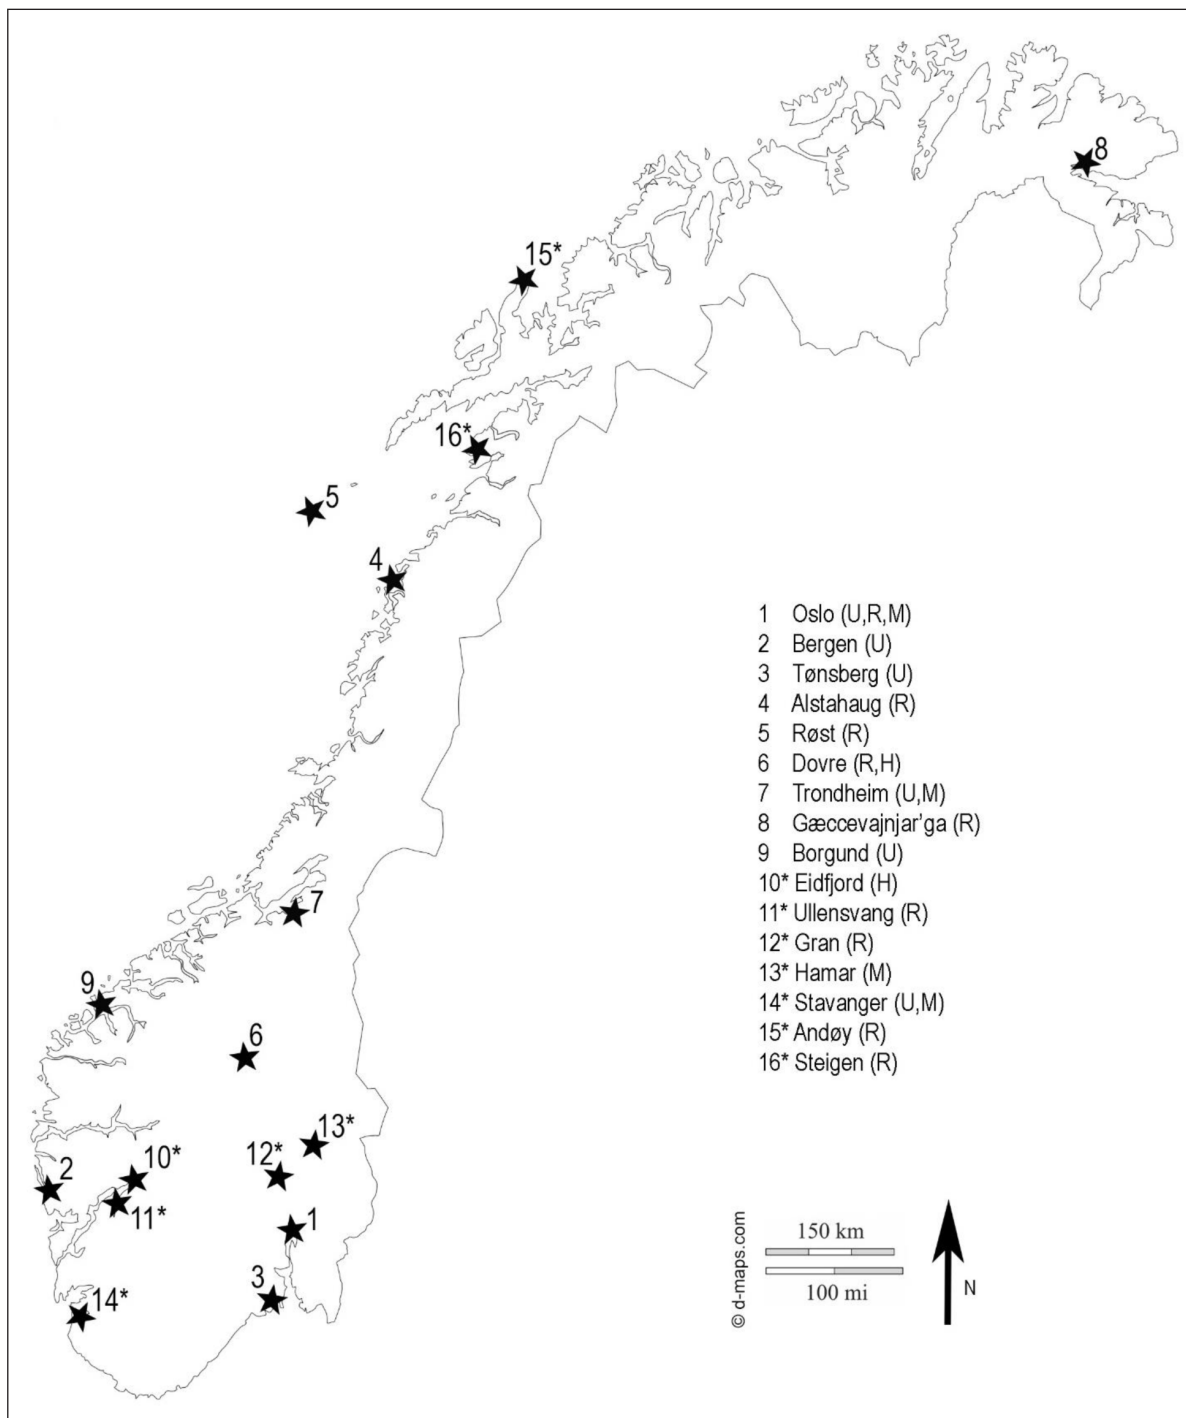 8
15*
16*
5
4
7
9
6
13*
12*
10*
2
11*
1
3
14*
1 Oslo (U,R,M)
2 Bergen (U)
3 Tønsberg (U)
4 Alstahaug (R)
5 Røst (R)
6 Dovre (R,H)
7 Trondheim (U,M)
8 Gæccevajnjar'ga (R)
9 Borgund (U)
10* Eidfjord (H)
11* Ullensvang (R)
12* Gran (R)
13* Hamar (M)
14* Stavanger (U,M)
15* Andøy (R)
16* Steigen (R)
© d-maps.com
150 km
100 mi
N